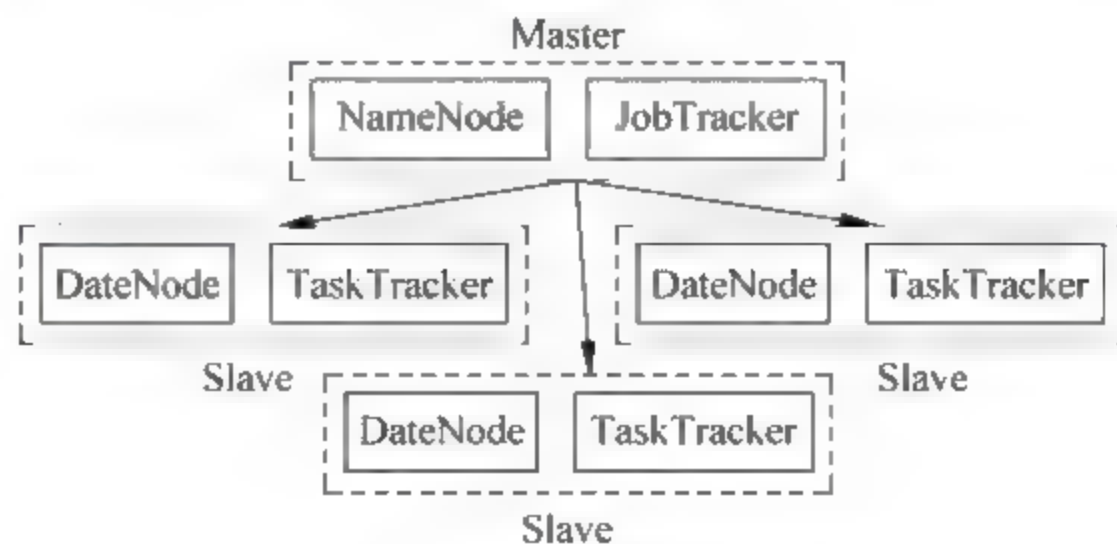 Master
NameNode JobTracker
DateNode TaskTracker DateNode TaskTracker
Slave Slave
DateNode TaskTracker
Slave